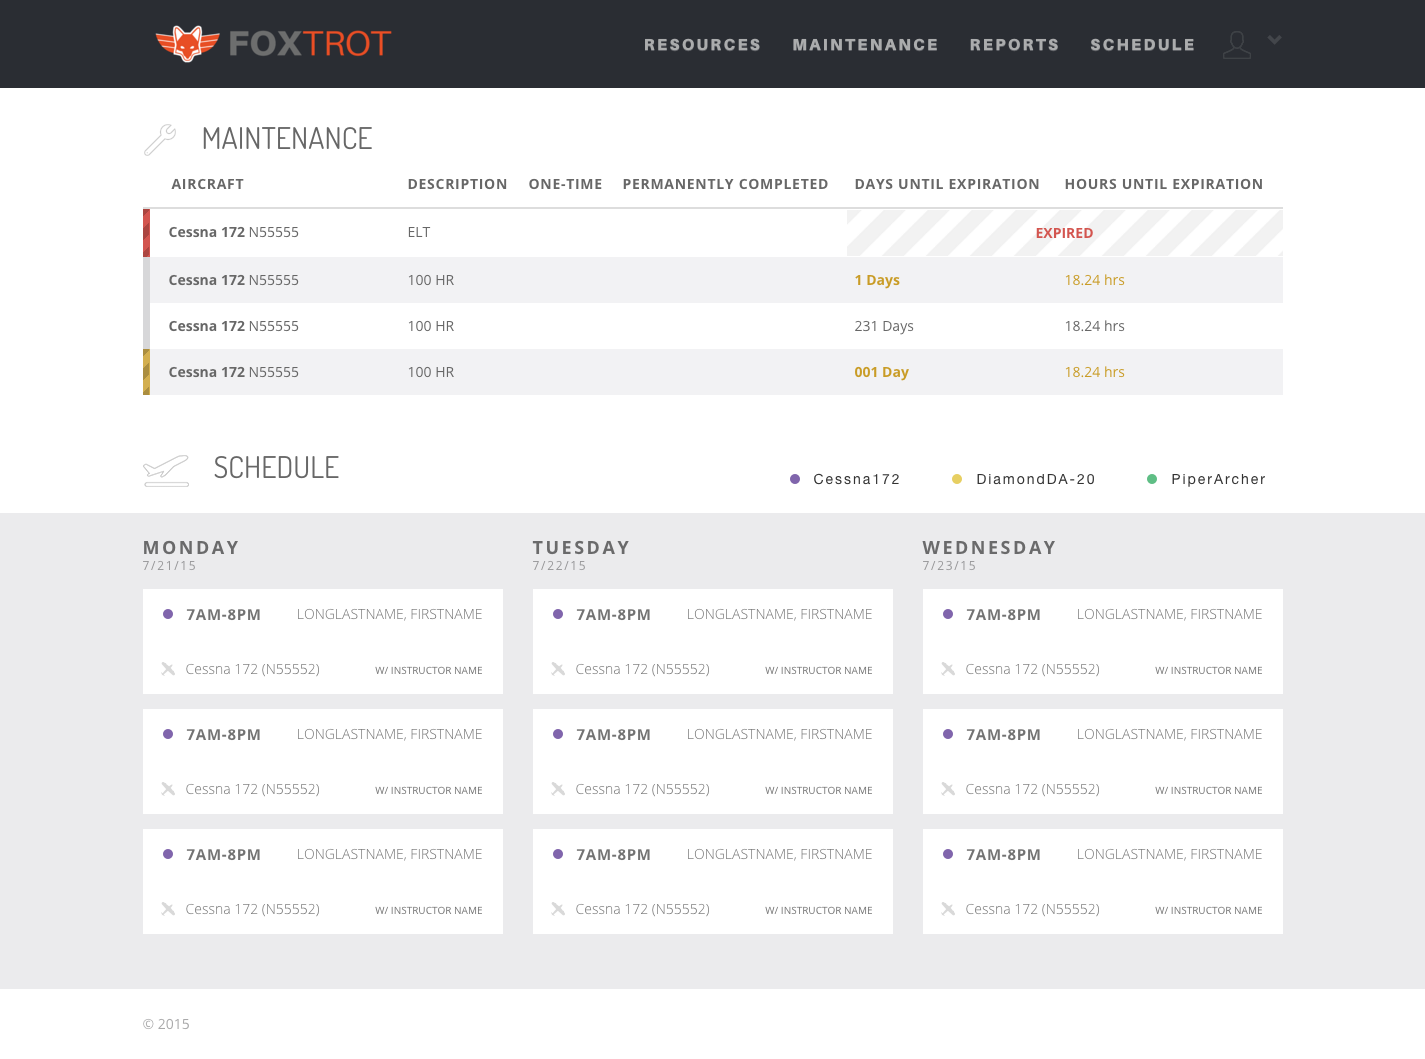 FOXTROT RESOURCES MAINTENANCE REPORTS SCHEDULE
MAINTENANCE
AIRCRAFT DESCRIPTION ONE-TIME PERMANENTLY COMPLETED DAYS UNTIL EXPIRATION HOURS UNTIL EXPIRATION
Cessna 172 N55555 ELT EXPIRED
Cessna 172 N55555 100 HR 1 Days 18.24 hrs
Cessna 172 N55555 100 HR 231 Days 18.24 hrs
Cessna 172 N55555 100 HR 001 Day 18.24 hrs
SCHEDULE
Cessna172 DiamondDA-20 PiperArcher
MONDAY TUESDAY WEDNESDAY
7/21/15 7/22/15 7/23/15
7AM-8PM LONGLASTNAME, FIRSTNAME 7AM-8PM LONGLASTNAME, FIRSTNAME 7AM-8PM LONGLASTNAME, FIRSTNAME
Cessna 172 (N55552) W/ INSTRUCTOR NAME Cessna 172 (N55552) W/ INSTRUCTOR NAME Cessna 172 (N55552) W/ INSTRUCTOR NAME
7AM-8PM LONGLASTNAME, FIRSTNAME 7AM-8PM LONGLASTNAME, FIRSTNAME 7AM-8PM LONGLASTNAME, FIRSTNAME
Cessna 172 (N55552) W/ INSTRUCTOR NAME Cessna 172 (N55552) W/ INSTRUCTOR NAME Cessna 172 (N55552) W/ INSTRUCTOR NAME
7AM-8PM LONGLASTNAME, FIRSTNAME 7AM-8PM LONGLASTNAME, FIRSTNAME 7AM-8PM LONGLASTNAME, FIRSTNAME
Cessna 172 (N55552) W/ INSTRUCTOR NAME Cessna 172 (N55552) W/ INSTRUCTOR NAME Cessna 172 (N55552) W/ INSTRUCTOR NAME
© 2015